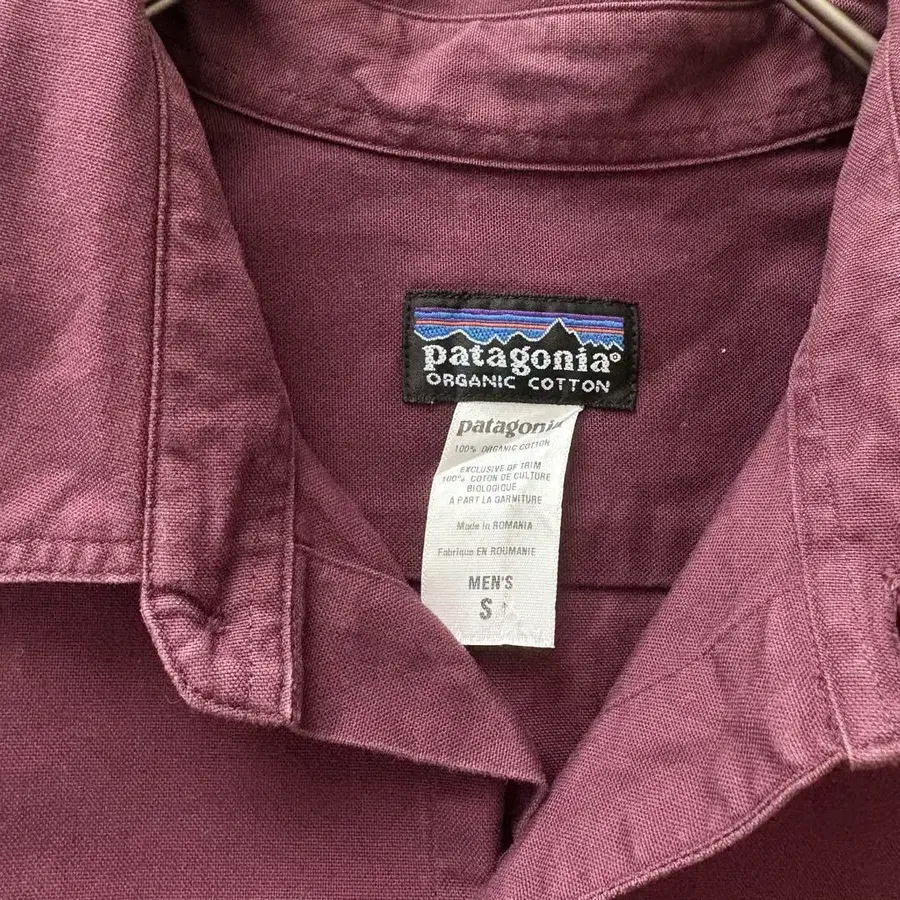 patagonia®
ORGANIC COTTON
patagonia
100% ORGANIC COTTON
EXCLUSIVE OF TRIM
100% COTON DE CULTURE
BIOLOGIQUE
A PART LA GARNITURE
Made in ROMANIA
Fabrique EN ROUMANIE
MEN'S
S